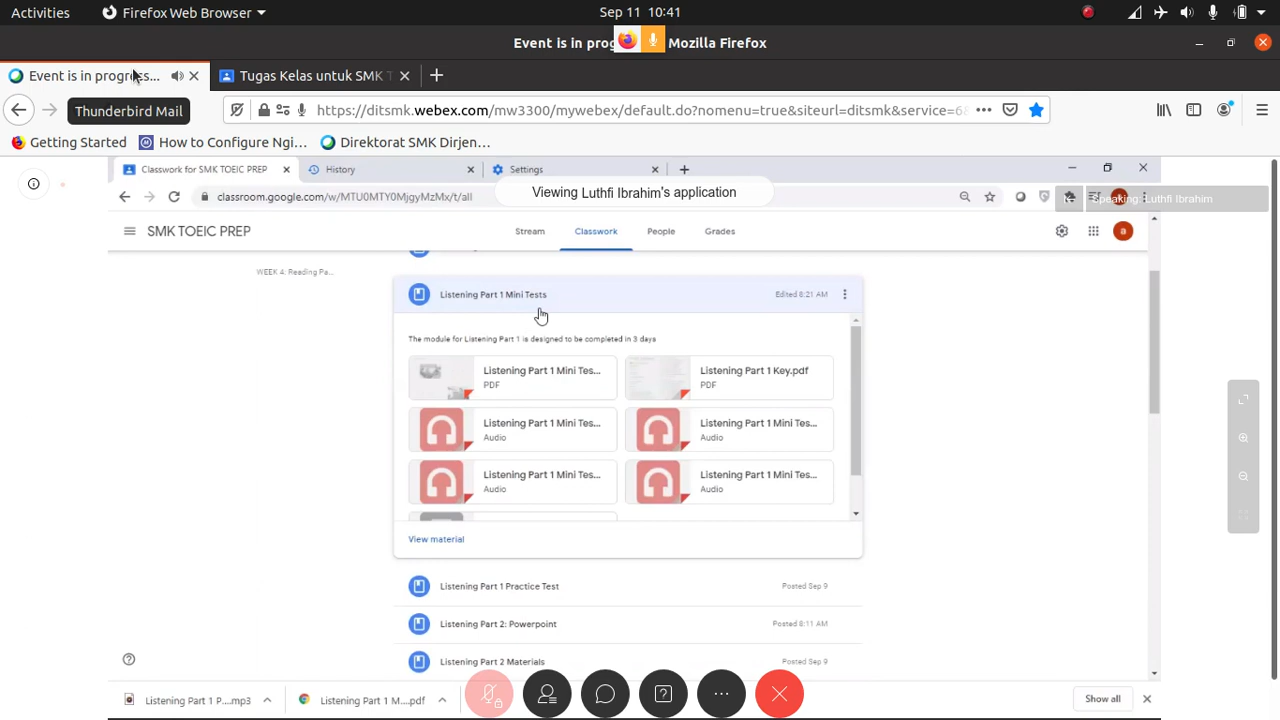 Activities Firefox Web Browser Sep 11 10:41
Event is in prog Mozilla Firefox
Event is in progress… Tugas Kelas untuk SMK T
Thunderbird Mail https://ditsmk.webex.com/mw3300/mywebex/default.do?nomenu=true&siteurl=ditsmk&service=6
Getting Started How to Configure Ngi… Direktorat SMK Dirjen…
Classwork for SMK TOEIC PREP History Settings
Viewing Luthfi Ibrahim's application
classroom.google.com/w/MTU0MTY0MjgyMzMx/t/all
Speaking: Luthfi Ibrahim
SMK TOEIC PREP Stream Classwork People Grades a
WEEK 4: Reading Pa...
Listening Part 1 Mini Tests Edited 8:21 AM
The module for Listening Part 1 is designed to be completed in 3 days
Listening Part 1 Mini Tes... Listening Part 1 Key.pdf
PDF PDF
Listening Part 1 Mini Tes... Listening Part 1 Mini Tes...
Audio Audio
Listening Part 1 Mini Tes... Listening Part 1 Mini Tes...
Audio Audio
View material
Listening Part 1 Practice Test Posted Sep 9
Listening Part 2: Powerpoint Posted 8:11 AM
Listening Part 2 Materials Posted Sep 9
Listening Part 1 P....mp3 Listening Part 1 M....pdf Show all